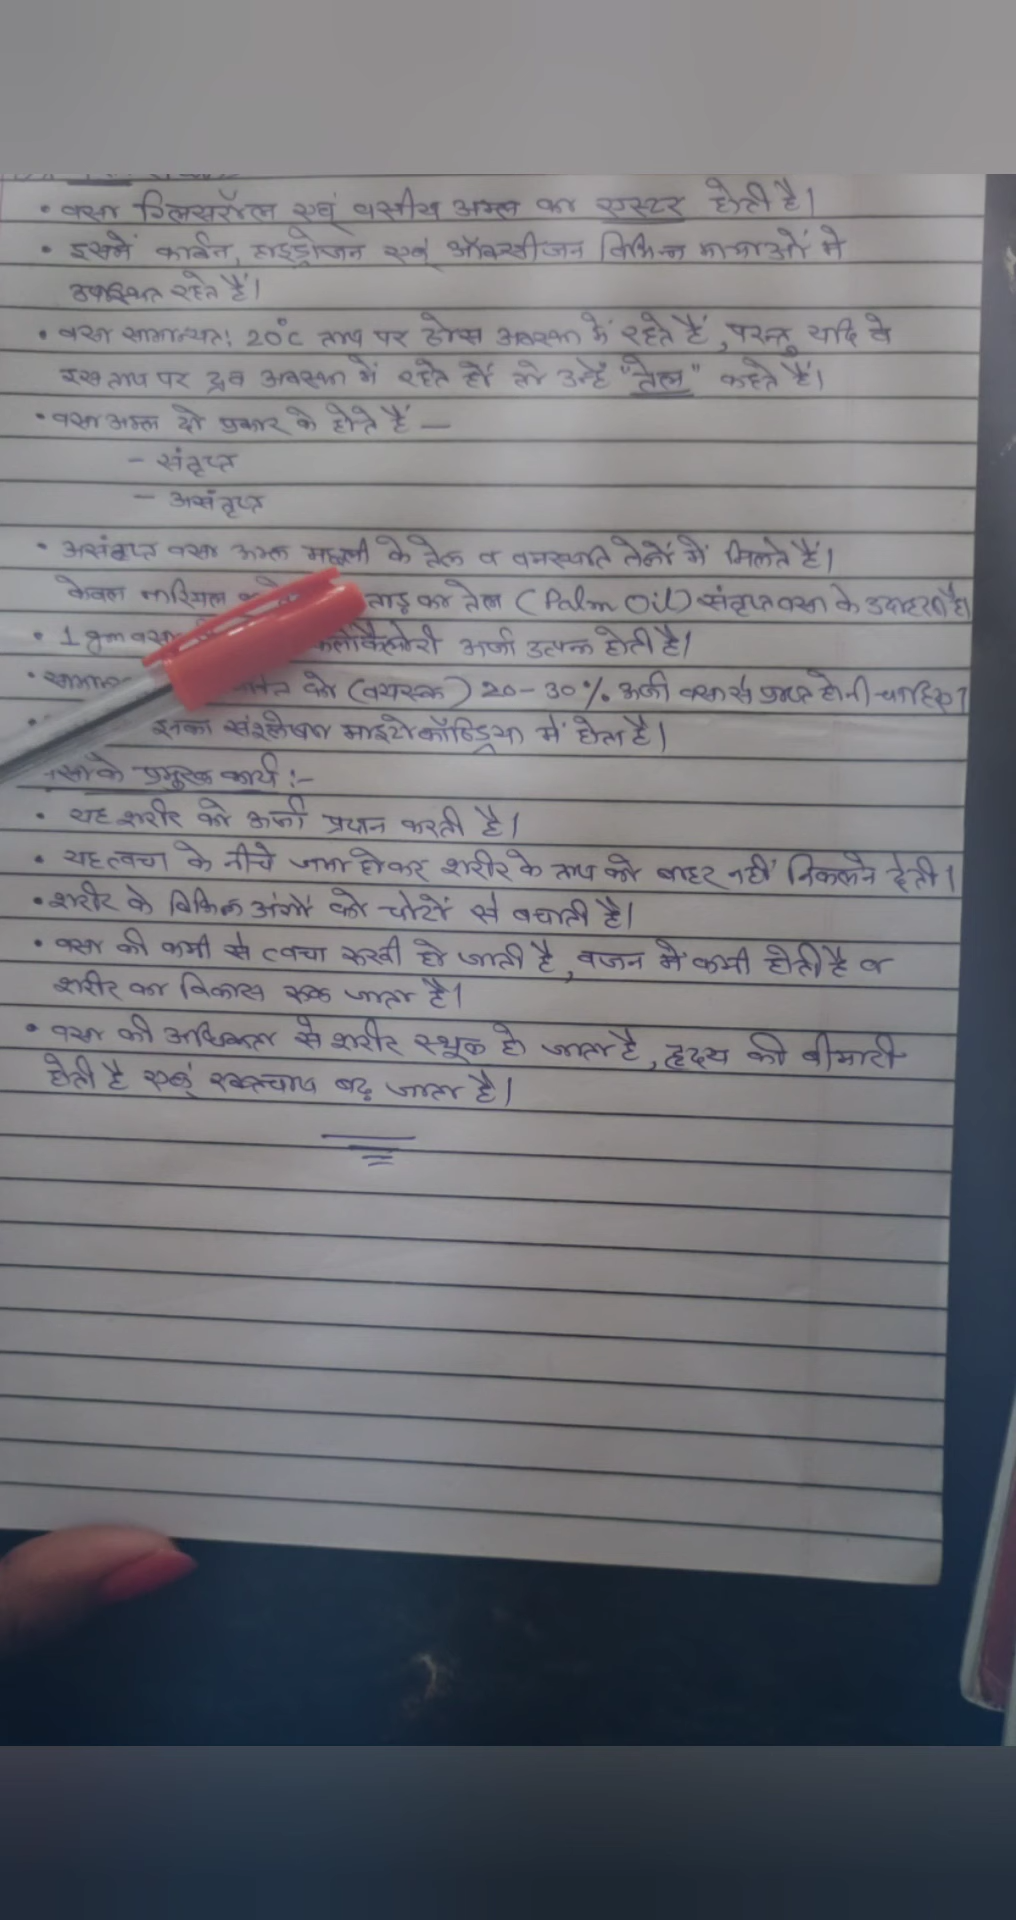 • वसा ग्लिसरॉल एवं वसीय अम्ल का एस्टर होती है।
• इसमें कार्बन, हाइड्रोजन एवं ऑक्सीजन विभिन्न मात्राओं में
उपस्थित रहते हैं।
• वसा सामान्यतः 20°C ताप पर ठोस अवस्था में रहते हैं, परन्तु यदि वे
इस ताप पर द्रव अवस्था में रहते हों तो उन्हें "तेल" कहते हैं।
• वसा अम्ल दो प्रकार के होते हैं —
- संतृप्त
- असंतृप्त
• असंतृप्त वसा अम्ल मछली के तेल व वनस्पति तेलों में मिलते हैं।
केवल नारियल ताड़ का तेल (Palm Oil) संतृप्त वसा के उदाहरण हैं।
• 1 gm वसा किलोकैलोरी ऊर्जा उत्पन्न होती है।
• को (वयस्क) 20-30% ऊर्जा वसा से प्राप्त होनी चाहिए।
• इनका संश्लेषण माइटोकॉण्ड्रिया में होता है।
वसा के प्रमुख कार्य :-
• यह शरीर को ऊर्जा प्रदान करती है।
• यह त्वचा के नीचे जमा होकर शरीर के ताप को बाहर नहीं निकलने देती।
• शरीर के विभिन्न अंगों को चोटों से बचाती है।
• वसा की कमी से त्वचा रूखी हो जाती है, वजन में कमी होती है व
शरीर का विकास रूक जाता है।
• वसा की अधिकता से शरीर स्थूल हो जाता है, हृदय की बीमारी
होती है एवं रक्तचाप बढ़ जाता है।